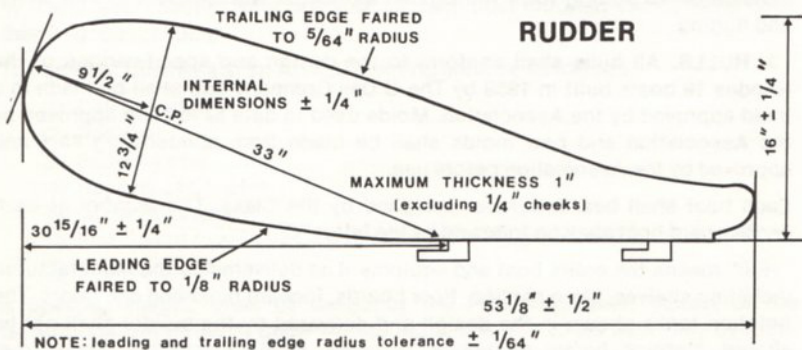 TRAILING EDGE FAIRED
TO 5/64" RADIUS
RUDDER
9 1/2"
INTERNAL
DIMENSIONS ± 1/4"
C.P.
12 3/4"
33"
16" ± 1/4"
MAXIMUM THICKNESS 1"
(excluding 1/4" cheeks)
30 15/16" ± 1/4"
LEADING EDGE
FAIRED TO 1/8" RADIUS
53 1/8" ± 1/2"
NOTE: leading and trailing edge radius tolerance ± 1/64"